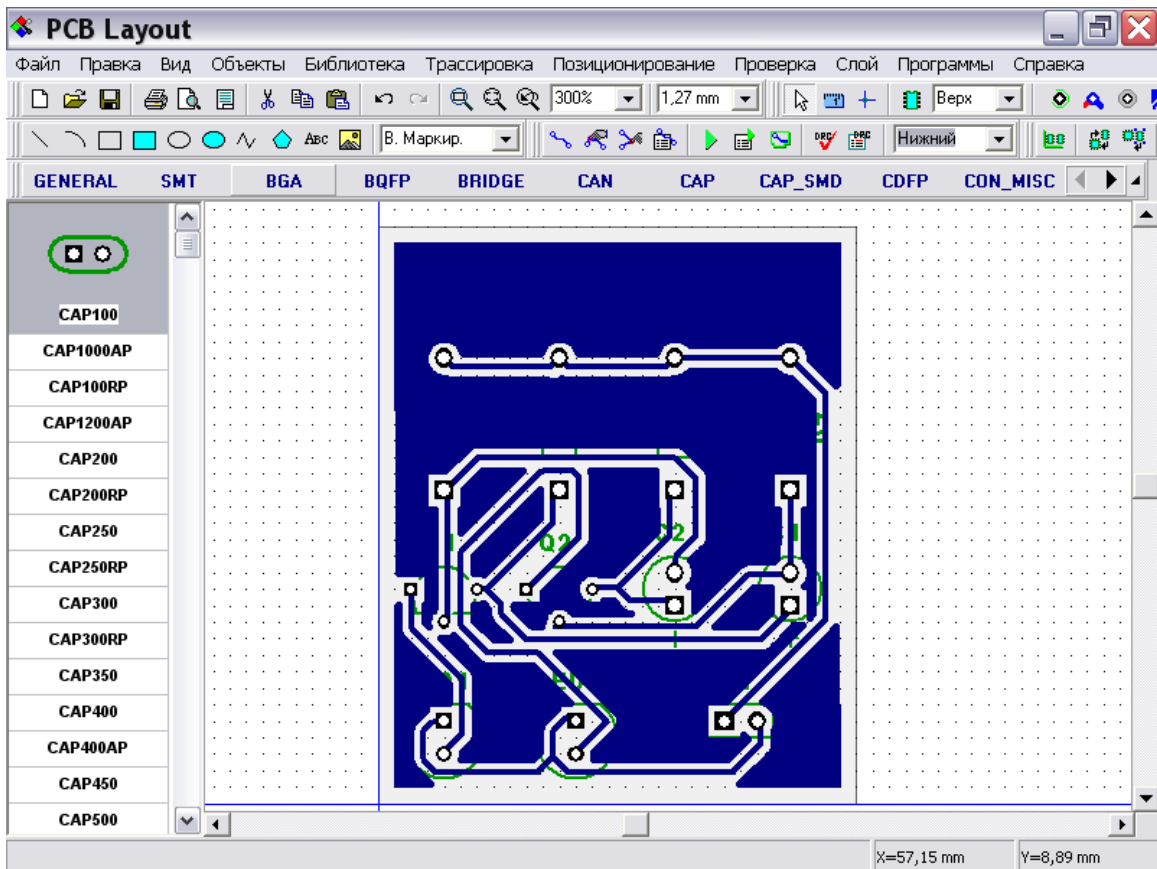 PCB Layout
Файл Правка Вид Объекты Библиотека Трассировка Позиционирование Проверка Слой Программы Справка
300% 1,27 mm Верх
ABC В. Маркир. DRC DRC Нижний
GENERAL SMT BGA BQFP BRIDGE CAN CAP CAP_SMD CDFP CON_MISC
CAP100
CAP1000AP
CAP100RP
CAP1200AP
CAP200
CAP200RP
CAP250
CAP250RP
CAP300
CAP300RP
CAP350
CAP400
CAP400AP
CAP450
CAP500
Q2
X=57,15 mm Y=8,89 mm